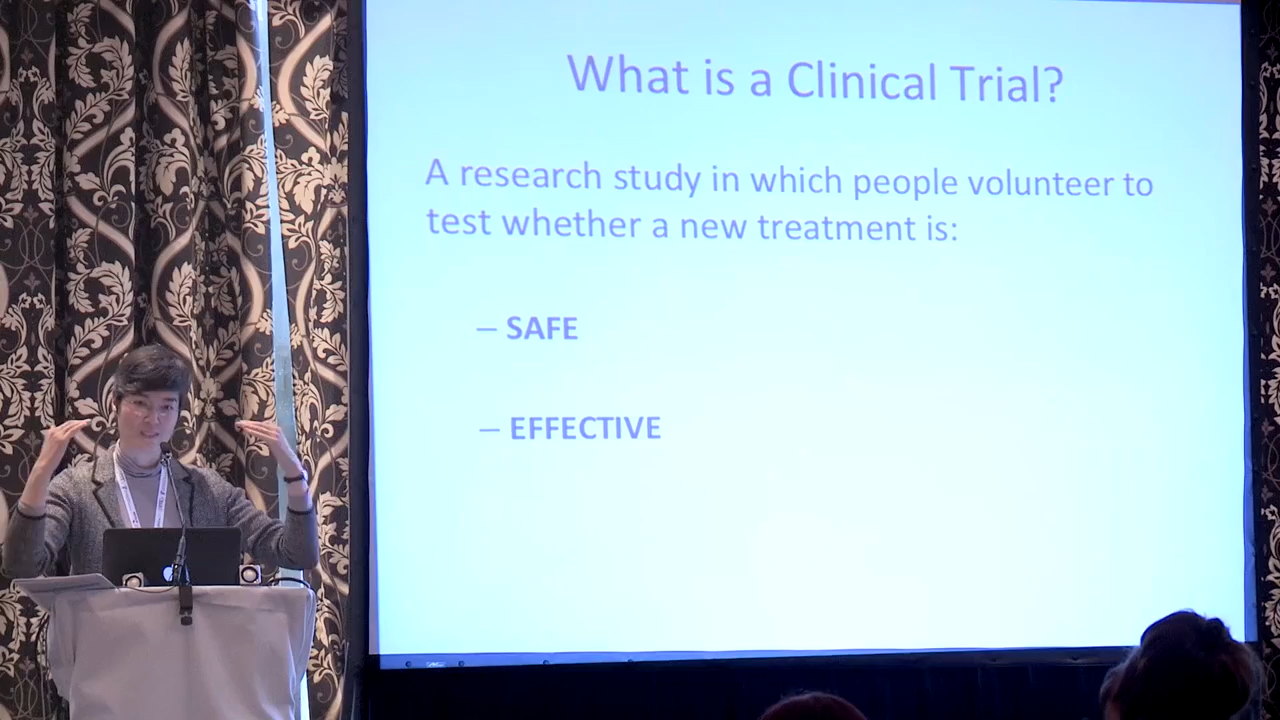 What is a Clinical Trial?
A research study in which people volunteer to
test whether a new treatment is:
– SAFE
– EFFECTIVE